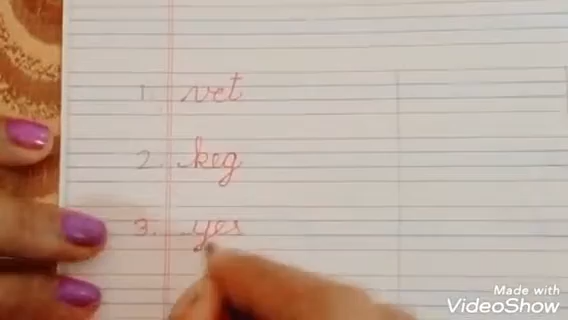 1. vet
2. keg
3. yes
Made with
VideoShow